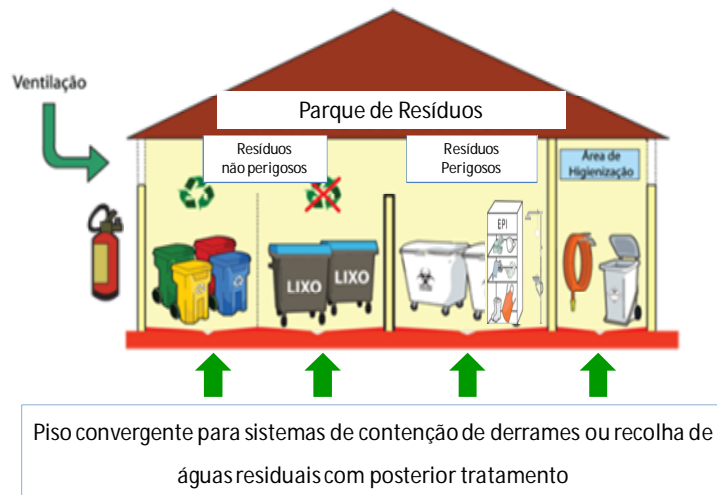 Ventilação
Parque de Resíduos
Resíduos
não perigosos
Resíduos
Perigosos
Área de
Higienização
EPI
LIXO
LIXO
Piso convergente para sistemas de contenção de derrames ou recolha de
águas residuais com posterior tratamento